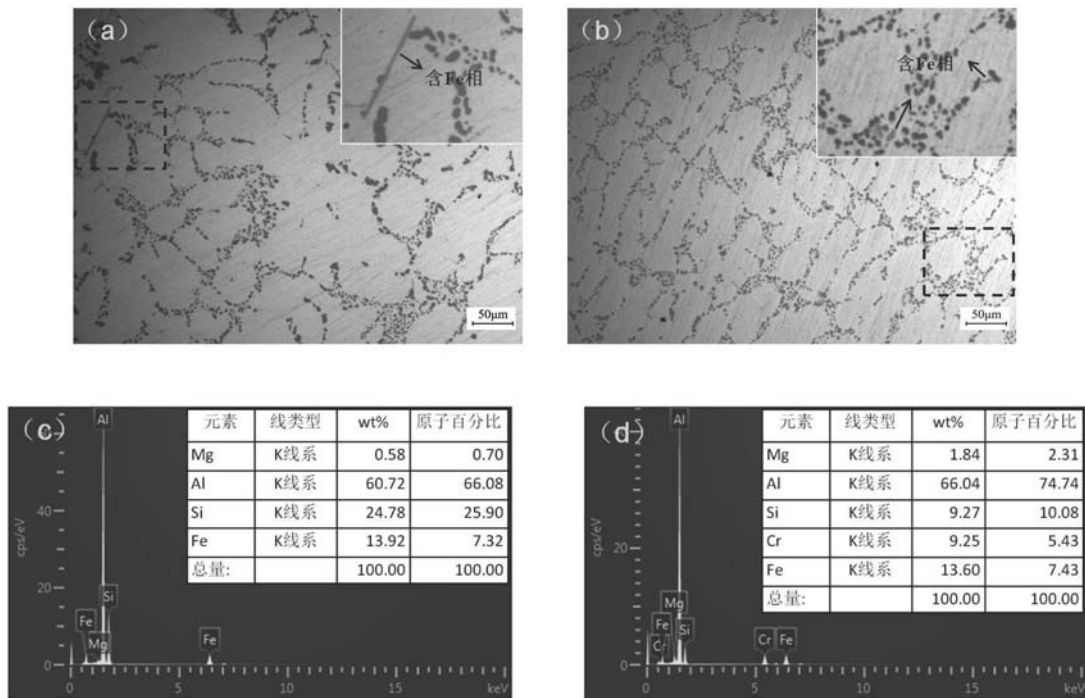 (a)
含Fe相
50μm
(b)
含Fe相
50μm
(c)
元素 线类型 wt% 原子百分比
Mg K线系 0.58 0.70
Al K线系 60.72 66.08
Si K线系 24.78 25.90
Fe K线系 13.92 7.32
总量: 100.00 100.00
Al
cps/eV
40
20
0
Fe
Mg
Si
Fe
0 5 10 15 keV
(d)
元素 线类型 wt% 原子百分比
Mg K线系 1.84 2.31
Al K线系 66.04 74.74
Si K线系 9.27 10.08
Cr K线系 9.25 5.43
Fe K线系 13.60 7.43
总量: 100.00 100.00
Al
cps/eV
20
0
Fe
Cr
Mg
Si
Cr
Fe
0 5 10 15 keV